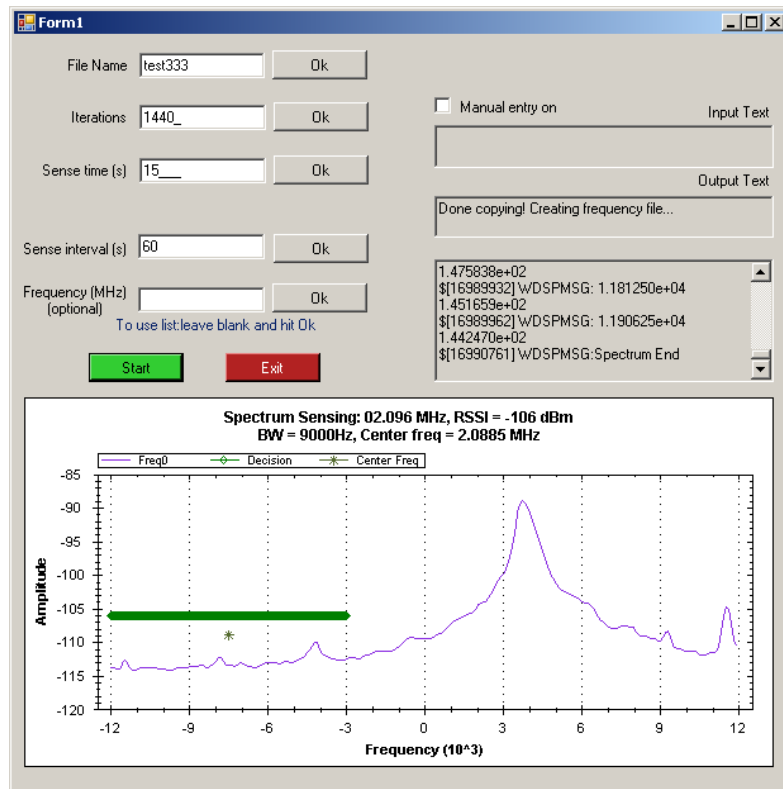 Form1
File Name test333 Ok
Iterations 1440_ Ok
Sense time (s) 15___ Ok
Sense interval (s) 60 Ok
Frequency (MHz)
(optional)
Ok
To use list:leave blank and hit Ok
Start Exit
Manual entry on
Input Text
Output Text
Done copying! Creating frequency file...
1.475838e+02
$[16989932] WDSPMSG: 1.181250e+04
1.451659e+02
$[16989962] WDSPMSG: 1.190625e+04
1.442470e+02
$[16990761] WDSPMSG:Spectrum End
Spectrum Sensing: 02.096 MHz, RSSI = -106 dBm
BW = 9000Hz, Center freq = 2.0885 MHz
Freq0 Decision Center Freq
Amplitude
-85
-90
-95
-100
-105
-110
-115
-120
-12 -9 -6 -3 0 3 6 9 12
Frequency (10^3)